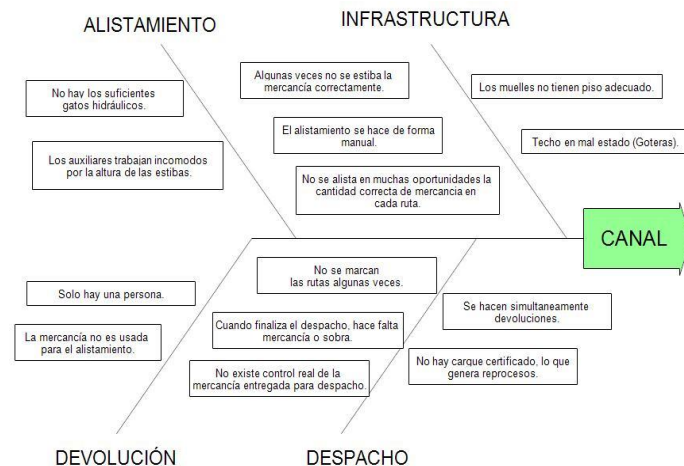 ALISTAMIENTO
INFRASTRUCTURA
No hay los suficientes
gatos hidráulicos.
Los auxiliares trabajan incomodos
por la altura de las estibas.
Algunas veces no se estiba la
mercancía correctamente.
El alistamiento se hace de forma
manual.
No se alista en muchas oportunidades la
cantidad correcta de mercancia en
cada ruta.
Los muelles no tienen piso adecuado.
Techo en mal estado (Goteras).
CANAL
Solo hay una persona.
La mercancía no es usada
para el alistamiento.
No se marcan
las rutas algunas veces.
Cuando finaliza el despacho, hace falta
mercancía o sobra.
No existe control real de la
mercancía entregada para despacho.
Se hacen simultaneamente
devoluciones.
No hay cargue certificado, lo que
genera reprocesos.
DEVOLUCIÓN
DESPACHO